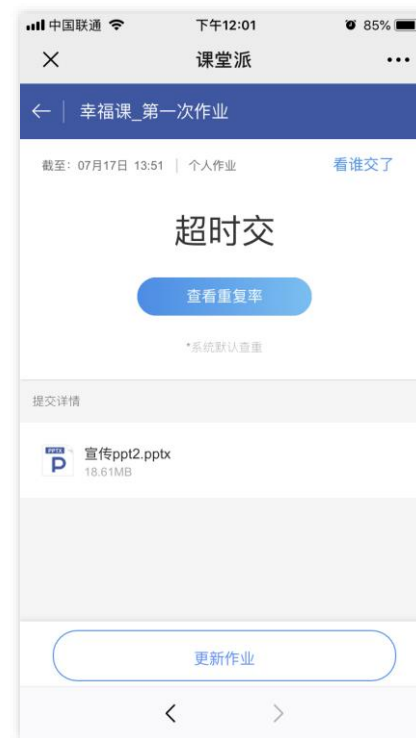 中国联通 下午12:01 85%
课堂派
幸福课_第一次作业
截至：07月17日 13:51 | 个人作业 看谁交了
超时交
查看重复率
*系统默认查重
提交详情
PPTX
P
宣传ppt2.pptx
18.61MB
更新作业